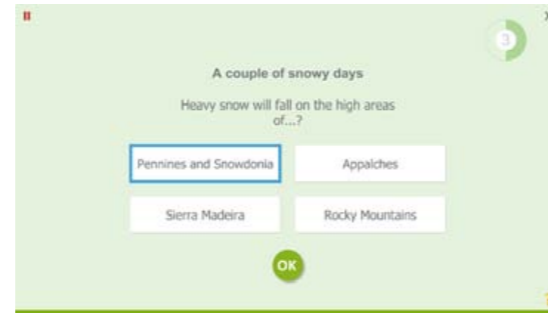 3
A couple of snowy days
Heavy snow will fall on the high areas
of...?
Pennines and Snowdonia
Appalches
Sierra Madeira
Rocky Mountains
OK